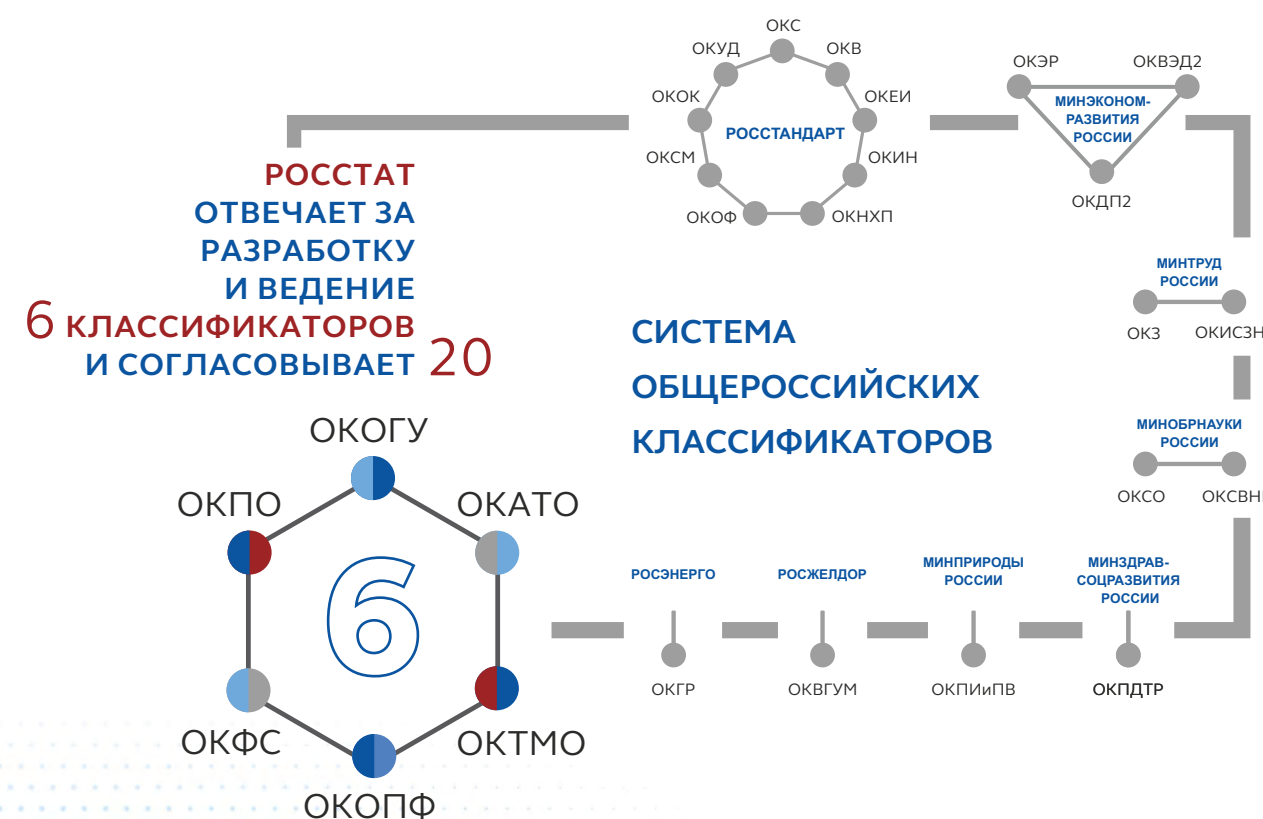 ОКС
ОКУД
ОКВ
ОКОК
ОКЕИ
РОССТАНДАРТ
ОКСМ
ОКИН
ОКОФ
ОКНХП
ОКЭР
ОКВЭД2
МИНЭКОНОМ-
РАЗВИТИЯ
РОССИИ
ОКДП2
РОССТАТ
ОТВЕЧАЕТ ЗА
РАЗРАБОТКУ
И ВЕДЕНИЕ
6 КЛАССИФИКАТОРОВ
И СОГЛАСОВЫВАЕТ 20
СИСТЕМА
ОБЩЕРОССИЙСКИХ
КЛАССИФИКАТОРОВ
МИНТРУД
РОССИИ
ОКЗ
ОКИСЗН
МИНОБРНАУКИ
РОССИИ
ОКСО
ОКСВНК
ОКОГУ
ОКПО
ОКАТО
6
ОКФС
ОКТМО
ОКОПФ
РОСЭНЕРГО
ОКГР
РОСЖЕЛДОР
ОКВГУМ
МИНПРИРОДЫ
РОССИИ
ОКПИиПВ
МИНЗДРАВ-
СОЦРАЗВИТИЯ
РОССИИ
ОКПДТР